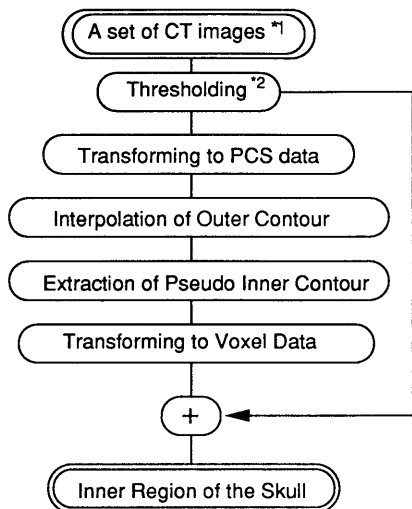 A set of CT images *1
Thresholding *2
Transforming to PCS data
Interpolation of Outer Contour
Extraction of Pseudo Inner Contour
Transforming to Voxel Data
+
Inner Region of the Skull